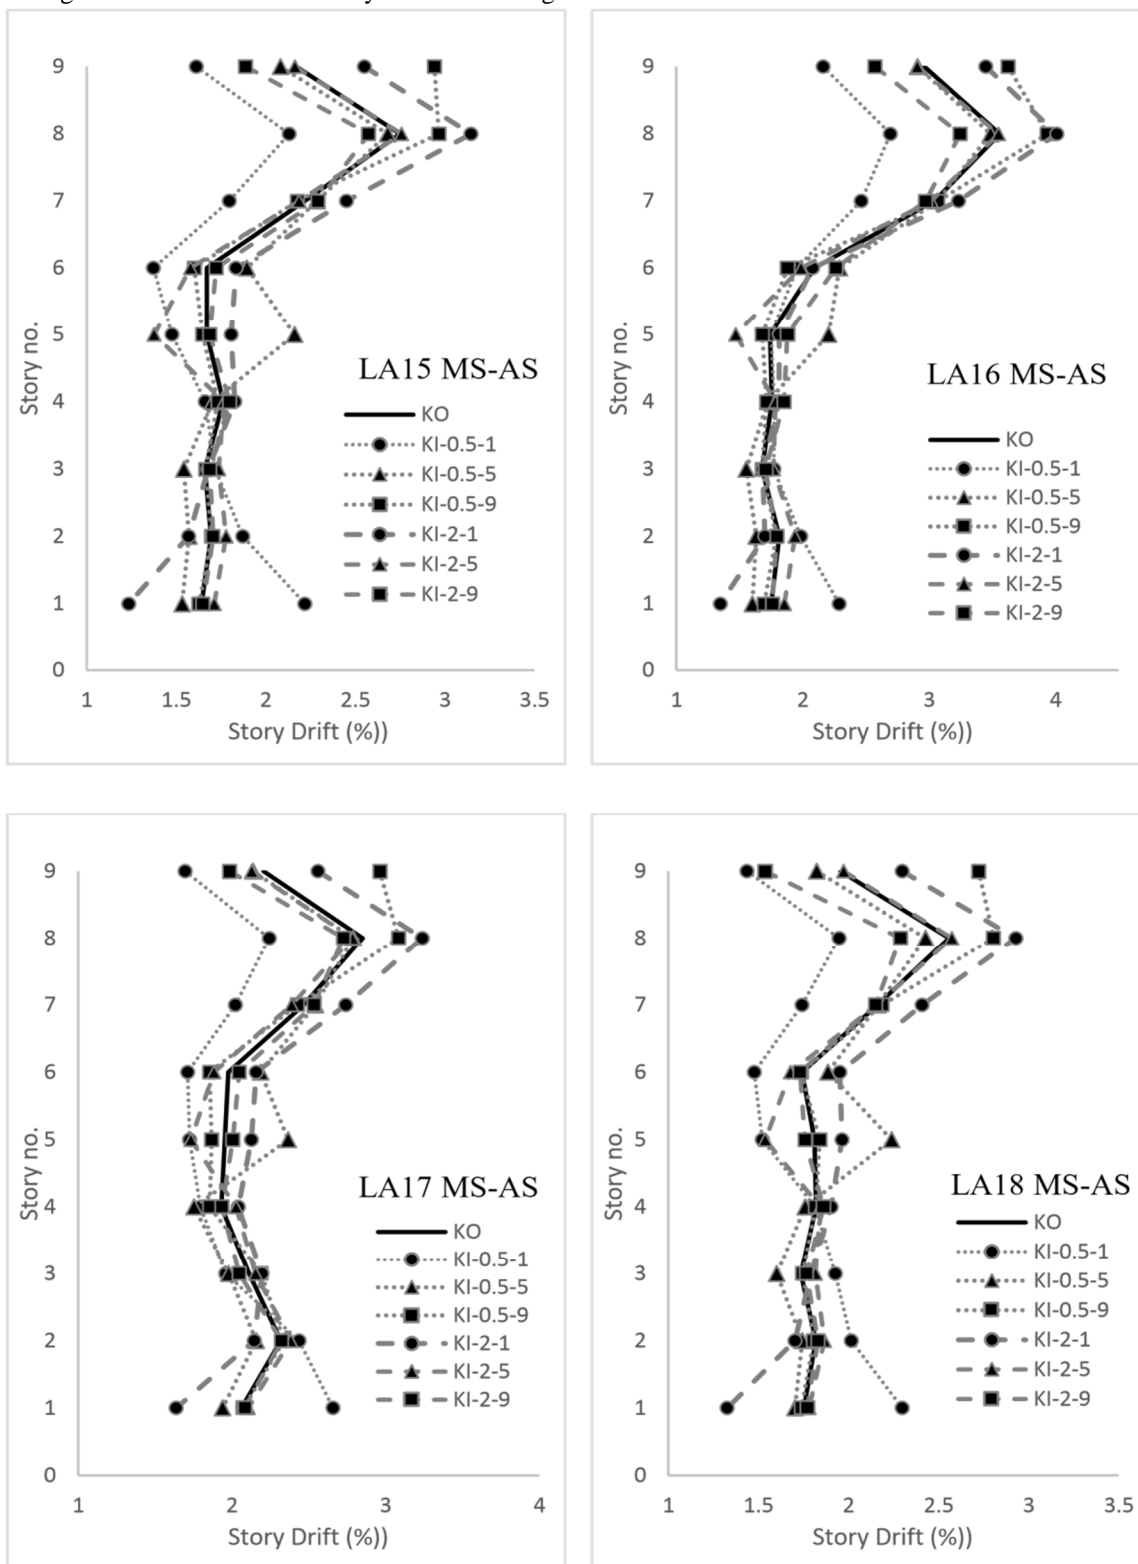 9
8
7
6
5
4
3
2
1
0
Story no.
LA15 MS-AS
KO
KI-0.5-1
KI-0.5-5
KI-0.5-9
KI-2-1
KI-2-5
KI-2-9
1 1.5 2 2.5 3 3.5
Story Drift (%))
9
8
7
6
5
4
3
2
1
0
Story no.
LA16 MS-AS
KO
KI-0.5-1
KI-0.5-5
KI-0.5-9
KI-2-1
KI-2-5
KI-2-9
1 2 3 4
Story Drift (%))
9
8
7
6
5
4
3
2
1
0
Story no.
LA17 MS-AS
KO
KI-0.5-1
KI-0.5-5
KI-0.5-9
KI-2-1
KI-2-5
KI-2-9
1 2 3 4
Story Drift (%))
9
8
7
6
5
4
3
2
1
0
Story no.
LA18 MS-AS
KO
KI-0.5-1
KI-0.5-5
KI-0.5-9
KI-2-1
KI-2-5
KI-2-9
1 1.5 2 2.5 3 3.5
Story Drift (%))